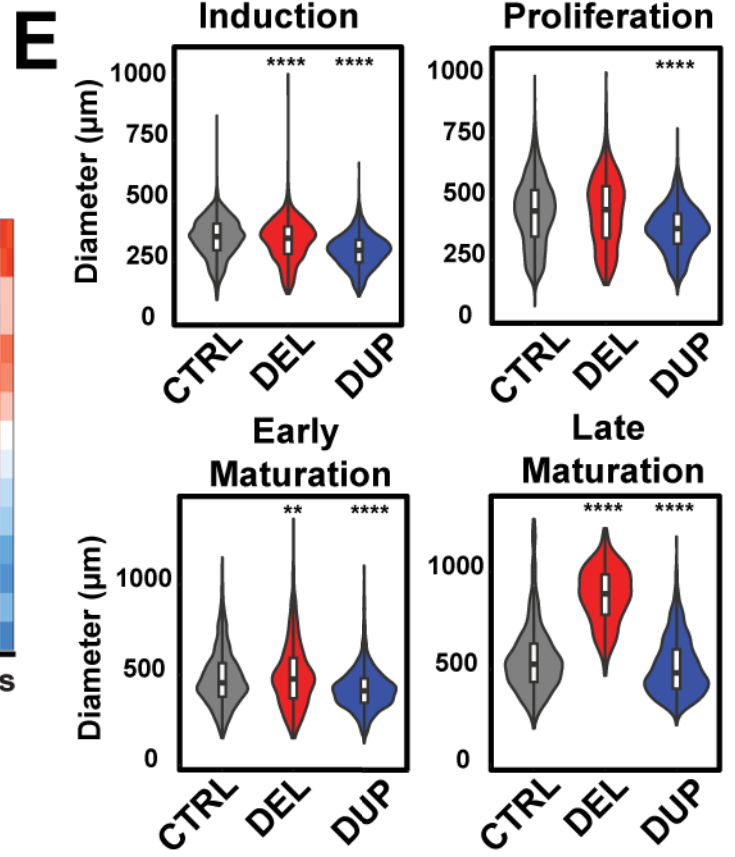 E
Induction
Proliferation
Diameter (µm)
1000
750
500
250
0
**** ****
CTRL
DEL
DUP
1000
750
500
250
0
****
CTRL
DEL
DUP
Early
Maturation
Late
Maturation
Diameter (µm)
1000
500
0
** ****
CTRL
DEL
DUP
1000
500
0
**** ****
CTRL
DEL
DUP
s